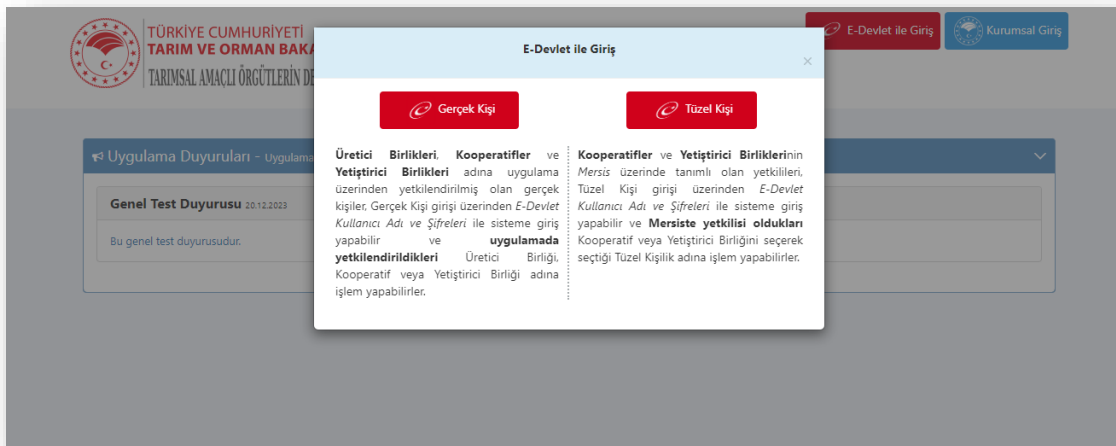 TÜRKİYE CUMHURİYETİ
TARIM VE ORMAN BAKA
TARIMSAL AMAÇLI ÖRGÜTLERİN DE
E-Devlet ile Giriş
Kurumsal Giriş
E-Devlet ile Giriş
×
Gerçek Kişi
Tüzel Kişi
Üretici Birlikleri, Kooperatifler ve
Yetiştirici Birlikleri adına uygulama
üzerinden yetkilendirilmiş olan gerçek
kişiler, Gerçek Kişi girişi üzerinden E-Devlet
Kullanıcı Adı ve Şifreleri ile sisteme giriş
yapabilir ve uygulamada
yetkilendirildikleri Üretici Birliği,
Kooperatif veya Yetiştirici Birliği adına
işlem yapabilirler.
Kooperatifler ve Yetiştirici Birliklerinin
Mersis üzerinde tanımlı olan yetkilileri,
Tüzel Kişi girişi üzerinden E-Devlet
Kullanıcı Adı ve Şifreleri ile sisteme giriş
yapabilir ve Mersiste yetkilisi oldukları
Kooperatif veya Yetiştirici Birliğini seçerek
seçtiği Tüzel Kişilik adına işlem yapabilirler.
Uygulama Duyuruları - Uygulama
Genel Test Duyurusu 20.12.2023
Bu genel test duyurusudur.